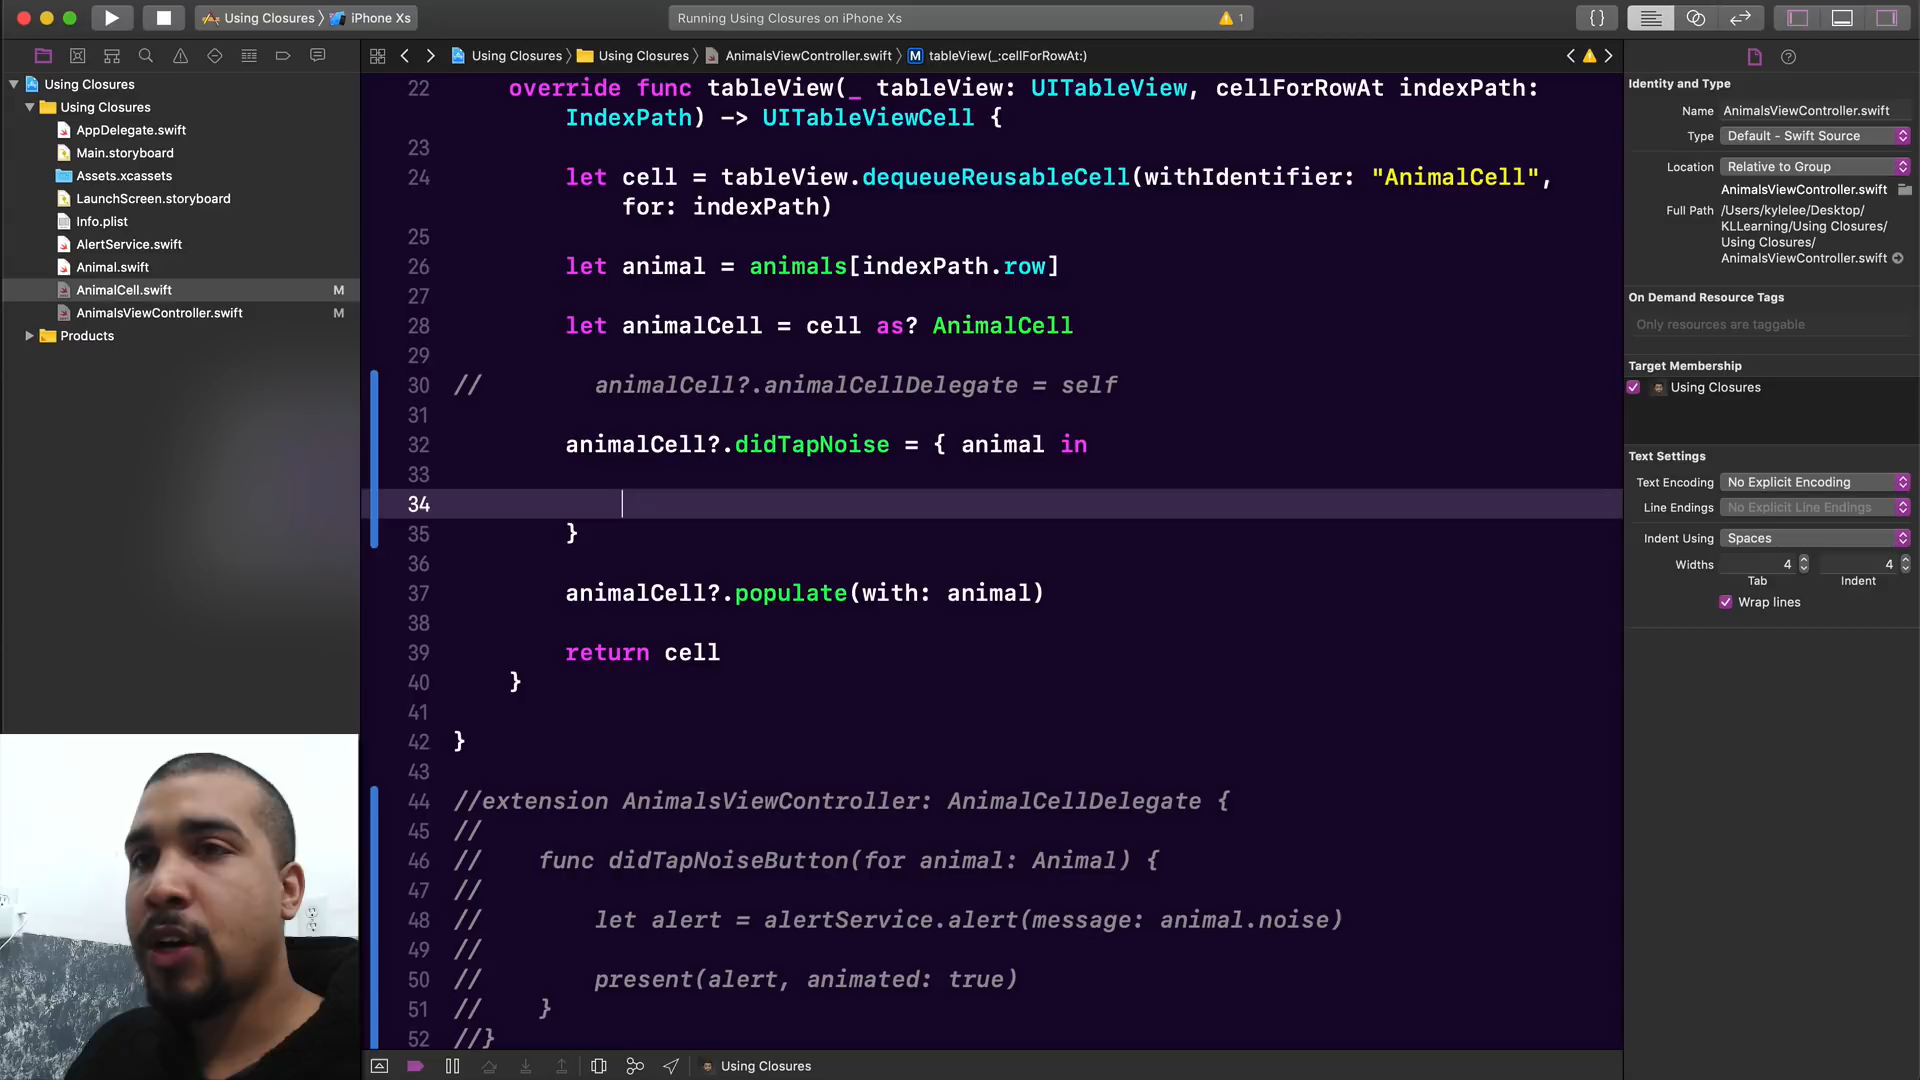 Using Closures 〉 iPhone Xs
Running Using Closures on iPhone Xs
1
{}
Using Closures 〉 Using Closures 〉 AnimalsViewController.swift 〉 M tableView(_:cellForRowAt:)
Using Closures
Using Closures
AppDelegate.swift
Main.storyboard
Assets.xcassets
LaunchScreen.storyboard
Info.plist
AlertService.swift
Animal.swift
AnimalCell.swift M
AnimalsViewController.swift M
Products
22 override func tableView(_ tableView: UITableView, cellForRowAt indexPath:
IndexPath) -> UITableViewCell {
23
24 let cell = tableView.dequeueReusableCell(withIdentifier: "AnimalCell",
for: indexPath)
25
26 let animal = animals[indexPath.row]
27
28 let animalCell = cell as? AnimalCell
29
30 // animalCell?.animalCellDelegate = self
31
32 animalCell?.didTapNoise = { animal in
33
34
35 }
36
37 animalCell?.populate(with: animal)
38
39 return cell
40 }
41
42 }
43
44 //extension AnimalsViewController: AnimalCellDelegate {
45 //
46 // func didTapNoiseButton(for animal: Animal) {
47 //
48 // let alert = alertService.alert(message: animal.noise)
49 //
50 // present(alert, animated: true)
51 // }
52 //}
Using Closures
Identity and Type
Name AnimalsViewController.swift
Type Default - Swift Source
Location Relative to Group
AnimalsViewController.swift
Full Path /Users/kylelee/Desktop/
KLLearning/Using Closures/
Using Closures/
AnimalsViewController.swift
On Demand Resource Tags
Only resources are taggable
Target Membership
Using Closures
Text Settings
Text Encoding No Explicit Encoding
Line Endings No Explicit Line Endings
Indent Using Spaces
Widths 4 4
Tab Indent
Wrap lines